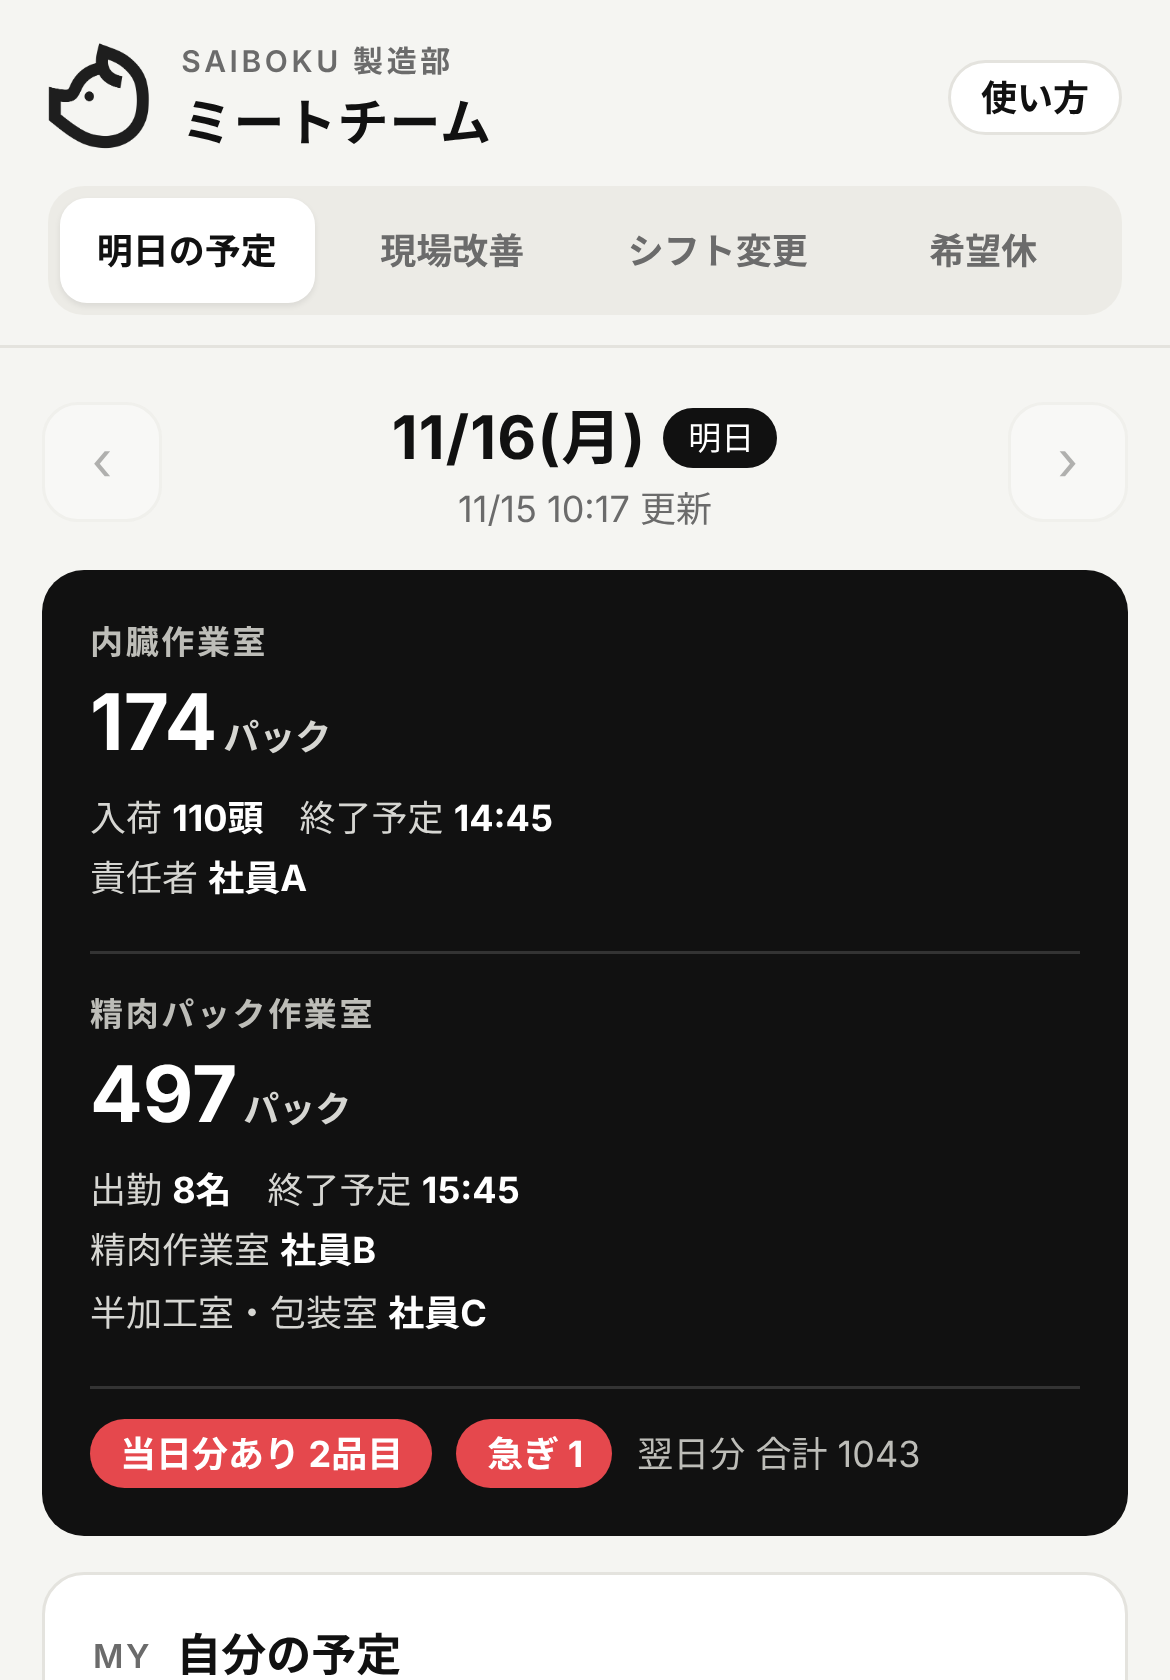 SAIBOKU 製造部
ミートチーム
使い方
明日の予定
現場改善
シフト変更
希望休
‹
11/16(月) 明日
›
11/15 10:17 更新
内臓作業室
174 パック
入荷 110頭 終了予定 14:45
責任者 社員A
精肉パック作業室
497 パック
出勤 8名 終了予定 15:45
精肉作業室 社員B
半加工室・包装室 社員C
当日分あり 2品目 急ぎ 1 翌日分 合計 1043
MY 自分の予定